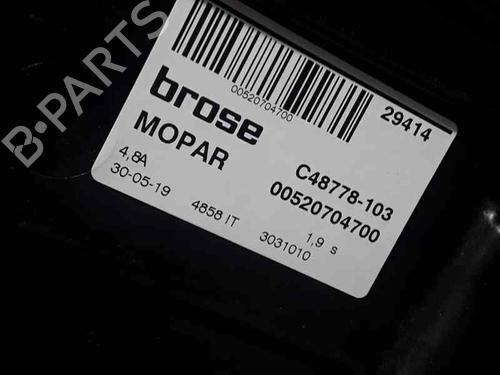 B-PARTS
00520704700
29414
brose
MOPAR
C48778-103
00520704700
4,8A
30-05-19
4858 IT
3031010
1,9 s